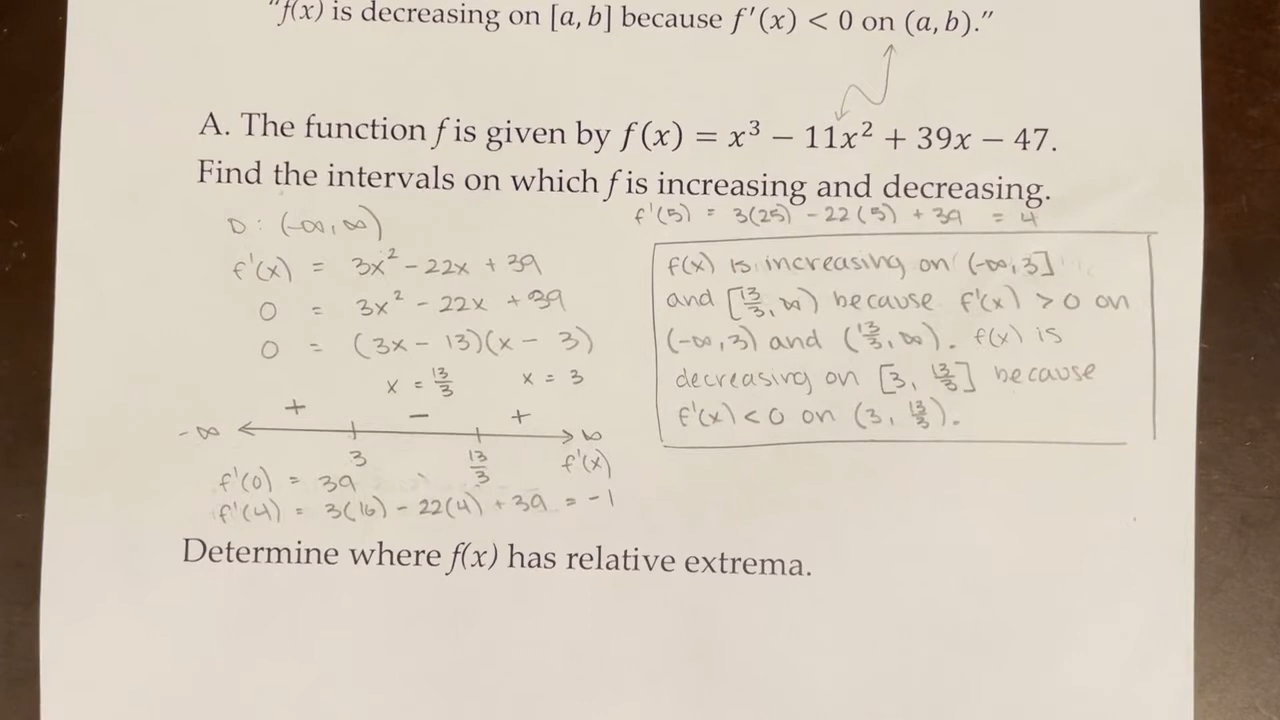 "f(x) is decreasing on [a, b] because f′(x) < 0 on (a, b)."
A. The function f is given by f(x) = x³ − 11x² + 39x − 47.
Find the intervals on which f is increasing and decreasing.
f'(5) = 3(25) - 22(5) + 39 = 4
D: (-∞, ∞)
f'(x) = 3x² - 22x + 39
0 = 3x² - 22x + 39
0 = (3x - 13)(x - 3)
x = 13/3 x = 3
+ − +
-∞ ∞
3 13/3 f'(x)
f'(0) = 39
f'(4) = 3(16) - 22(4) + 39 = -1
f(x) is increasing on (-∞, 3]
and [13/3, ∞) because f'(x) > 0 on
(-∞, 3) and (13/3, ∞). f(x) is
decreasing on [3, 13/3] because
f'(x) < 0 on (3, 13/3).
Determine where f(x) has relative extrema.